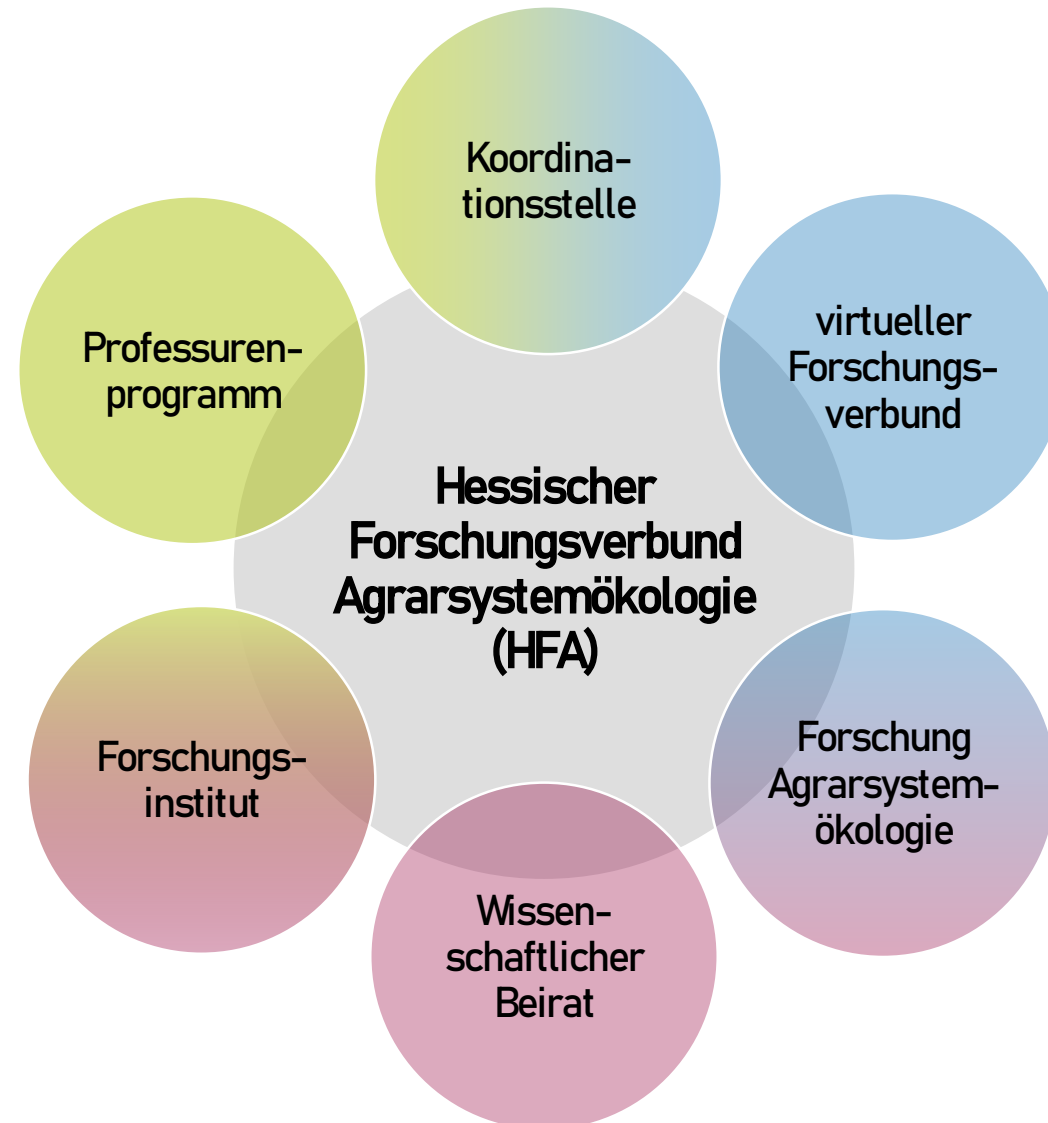 Koordina-
tionsstelle
virtueller
Forschungs-
verbund
Professuren-
programm
Hessischer
Forschungsverbund
Agrarsystemökologie
(HFA)
Forschungs-
institut
Forschung
Agrarsystem-
ökologie
Wissen-
schaftlicher
Beirat